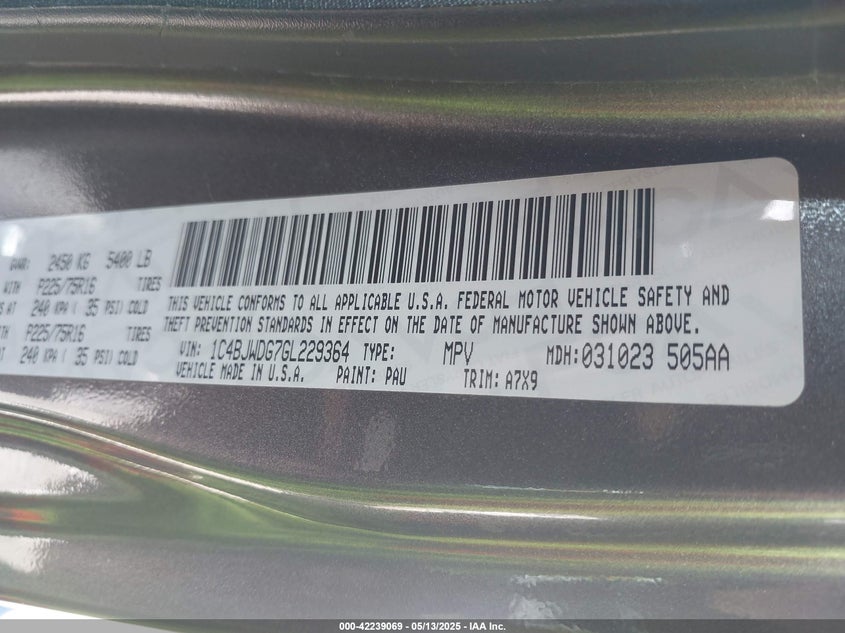 GVWR: 2450 KG 5400 LB
WITH P225/75R16 TIRES
AT 240 KPA ( 35 PSI) COLD
WITH P225/75R16 TIRES
240 KPA ( 35 PSI) COLD
THIS VEHICLE CONFORMS TO ALL APPLICABLE U.S.A. FEDERAL MOTOR VEHICLE SAFETY AND
THEFT PREVENTION STANDARDS IN EFFECT ON THE DATE OF MANUFACTURE SHOWN ABOVE.
VIN: 1C4BJWDG7GL229364 TYPE: MPV MDH:031023 505AA
VEHICLE MADE IN U.S.A. PAINT: PAU TRIM: A7X9
000-42239069 - 05/13/2025 - IAA Inc.